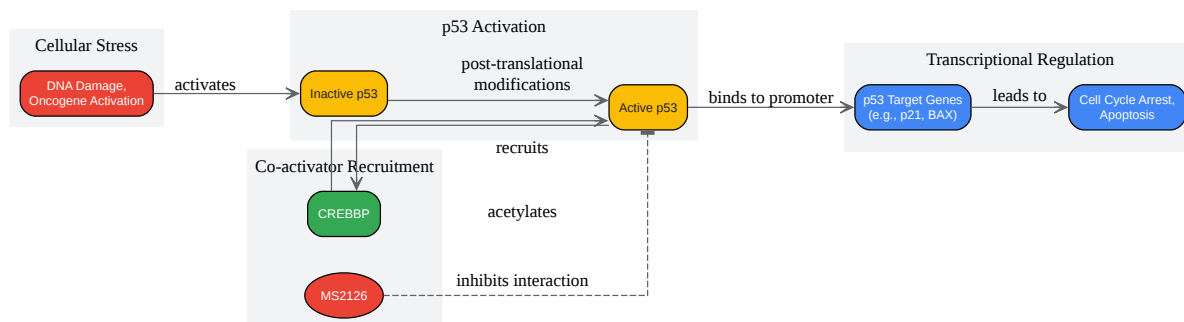 Cellular Stress
DNA Damage,
Oncogene Activation
activates
p53 Activation
Inactive p53
post-translational
modifications
Active p53
binds to promoter
Transcriptional Regulation
p53 Target Genes
(e.g., p21, BAX)
leads to
Cell Cycle Arrest,
Apoptosis
recruits
Co-activator Recruitment
CREBBP
acetylates
inhibits interaction
MS2126